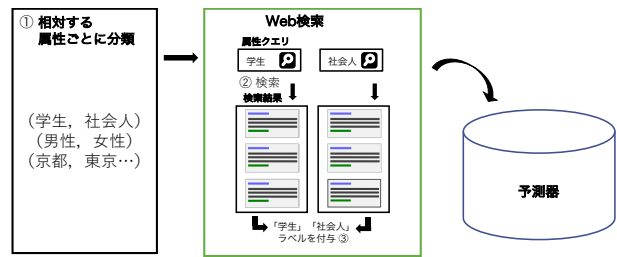 ① 相対する
属性ごとに分類
（学生，社会人）
（男性，女性）
（京都，東京…）
Web検索
属性クエリ
学生
社会人
② 検索
検索結果
「学生」「社会人」
ラベルを付与 ③
予測器